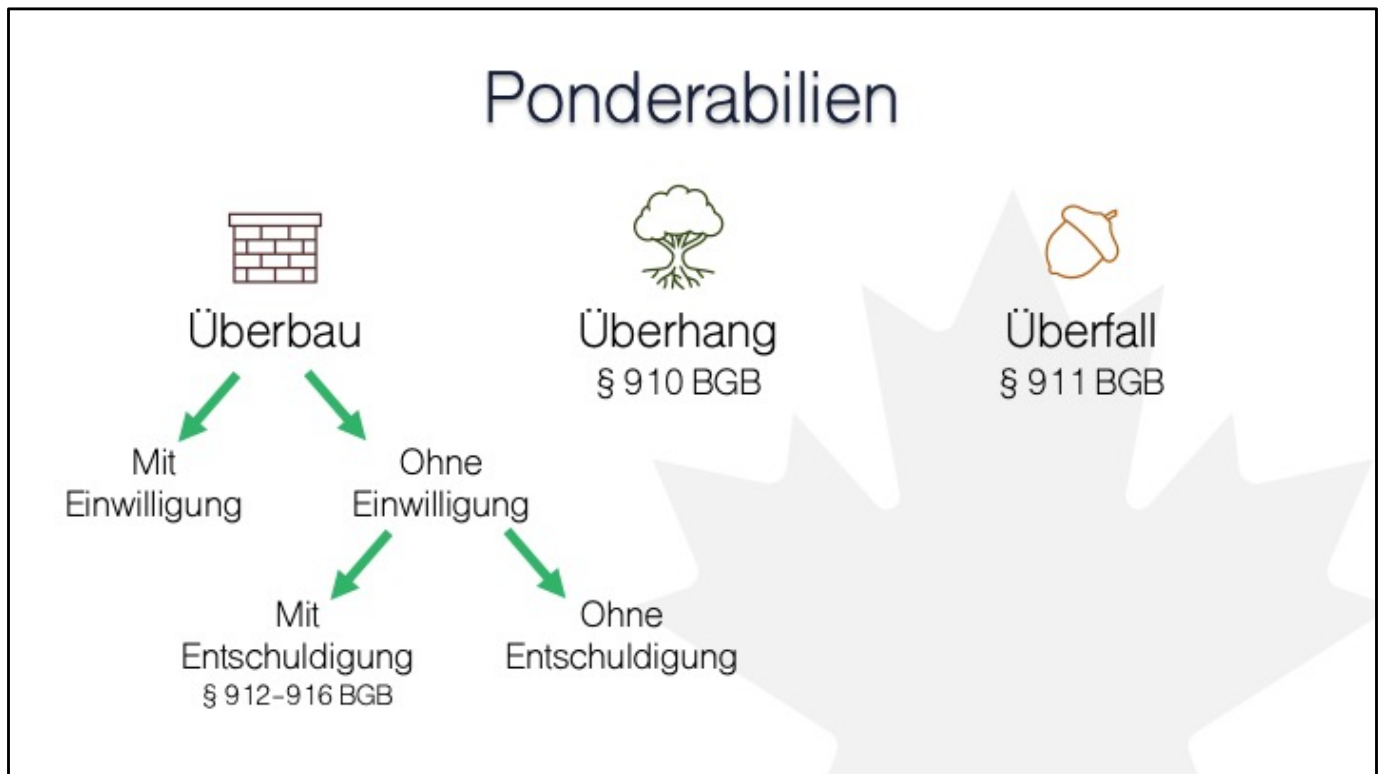 Ponderabilien
Überbau
Überhang
§ 910 BGB
Überfall
§ 911 BGB
Mit
Einwilligung
Ohne
Einwilligung
Mit
Entschuldigung
§ 912–916 BGB
Ohne
Entschuldigung